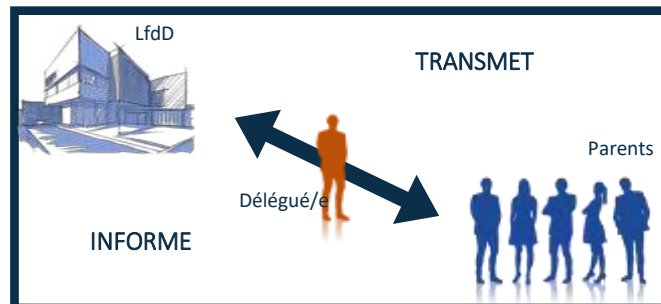 LfdD
TRANSMET
Parents
Délégué/e
INFORME